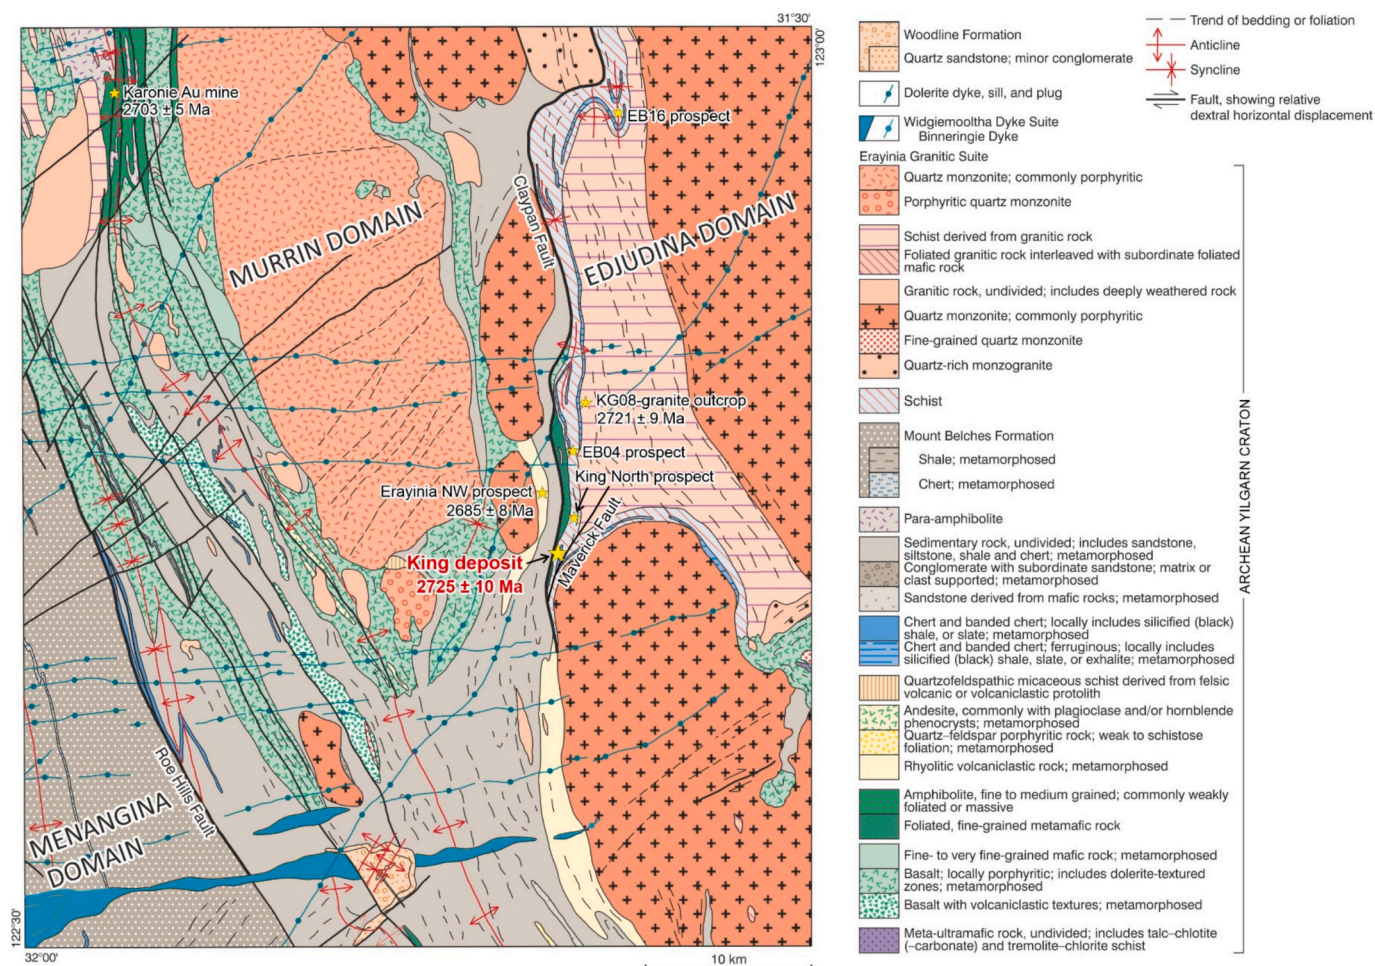 31°30'
123°00'
Karonie Au mine
2703 ± 5 Ma
EB16 prospect
Claypan Fault
MURRIN DOMAIN
EDJUDINA DOMAIN
KG08-granite outcrop
2721 ± 9 Ma
EB04 prospect
King North prospect
Erayinia NW prospect
2685 ± 8 Ma
King deposit
2725 ± 10 Ma
Maverick Fault
Roe Hills Fault
MENANGINA
DOMAIN
122°30'
32°00'
10 km
Woodline Formation
Quartz sandstone; minor conglomerate
Dolerite dyke, sill, and plug
Widgiemooltha Dyke Suite
Binneringie Dyke
Erayinia Granitic Suite
Quartz monzonite; commonly porphyritic
Porphyritic quartz monzonite
Schist derived from granitic rock
Foliated granitic rock interleaved with subordinate foliated
mafic rock
Granitic rock, undivided; includes deeply weathered rock
Quartz monzonite; commonly porphyritic
Fine-grained quartz monzonite
Quartz-rich monzogranite
Schist
Mount Belches Formation
Shale; metamorphosed
Chert; metamorphosed
Para-amphibolite
Sedimentary rock, undivided; includes sandstone,
siltstone, shale and chert; metamorphosed
Conglomerate with subordinate sandstone; matrix or
clast supported; metamorphosed
Sandstone derived from mafic rocks; metamorphosed
Chert and banded chert; locally includes silicified (black)
shale, or slate; metamorphosed
Chert and banded chert; ferruginous; locally includes
silicified (black) shale, slate, or exhalite; metamorphosed
Quartzofeldspathic micaceous schist derived from felsic
volcanic or volcaniclastic protolith
Andesite, commonly with plagioclase and/or hornblende
phenocrysts; metamorphosed
Quartz–feldspar porphyritic rock; weak to schistose
foliation; metamorphosed
Rhyolitic volcaniclastic rock; metamorphosed
Amphibolite, fine to medium grained; commonly weakly
foliated or massive
Foliated, fine-grained metamafic rock
Fine- to very fine-grained mafic rock; metamorphosed
Basalt; locally porphyritic; includes dolerite-textured
zones; metamorphosed
Basalt with volcaniclastic textures; metamorphosed
Meta-ultramafic rock, undivided; includes talc–chlotite
(–carbonate) and tremolite–chlorite schist
ARCHEAN YILGARN CRATON
Trend of bedding or foliation
Anticline
Syncline
Fault, showing relative
dextral horizontal displacement